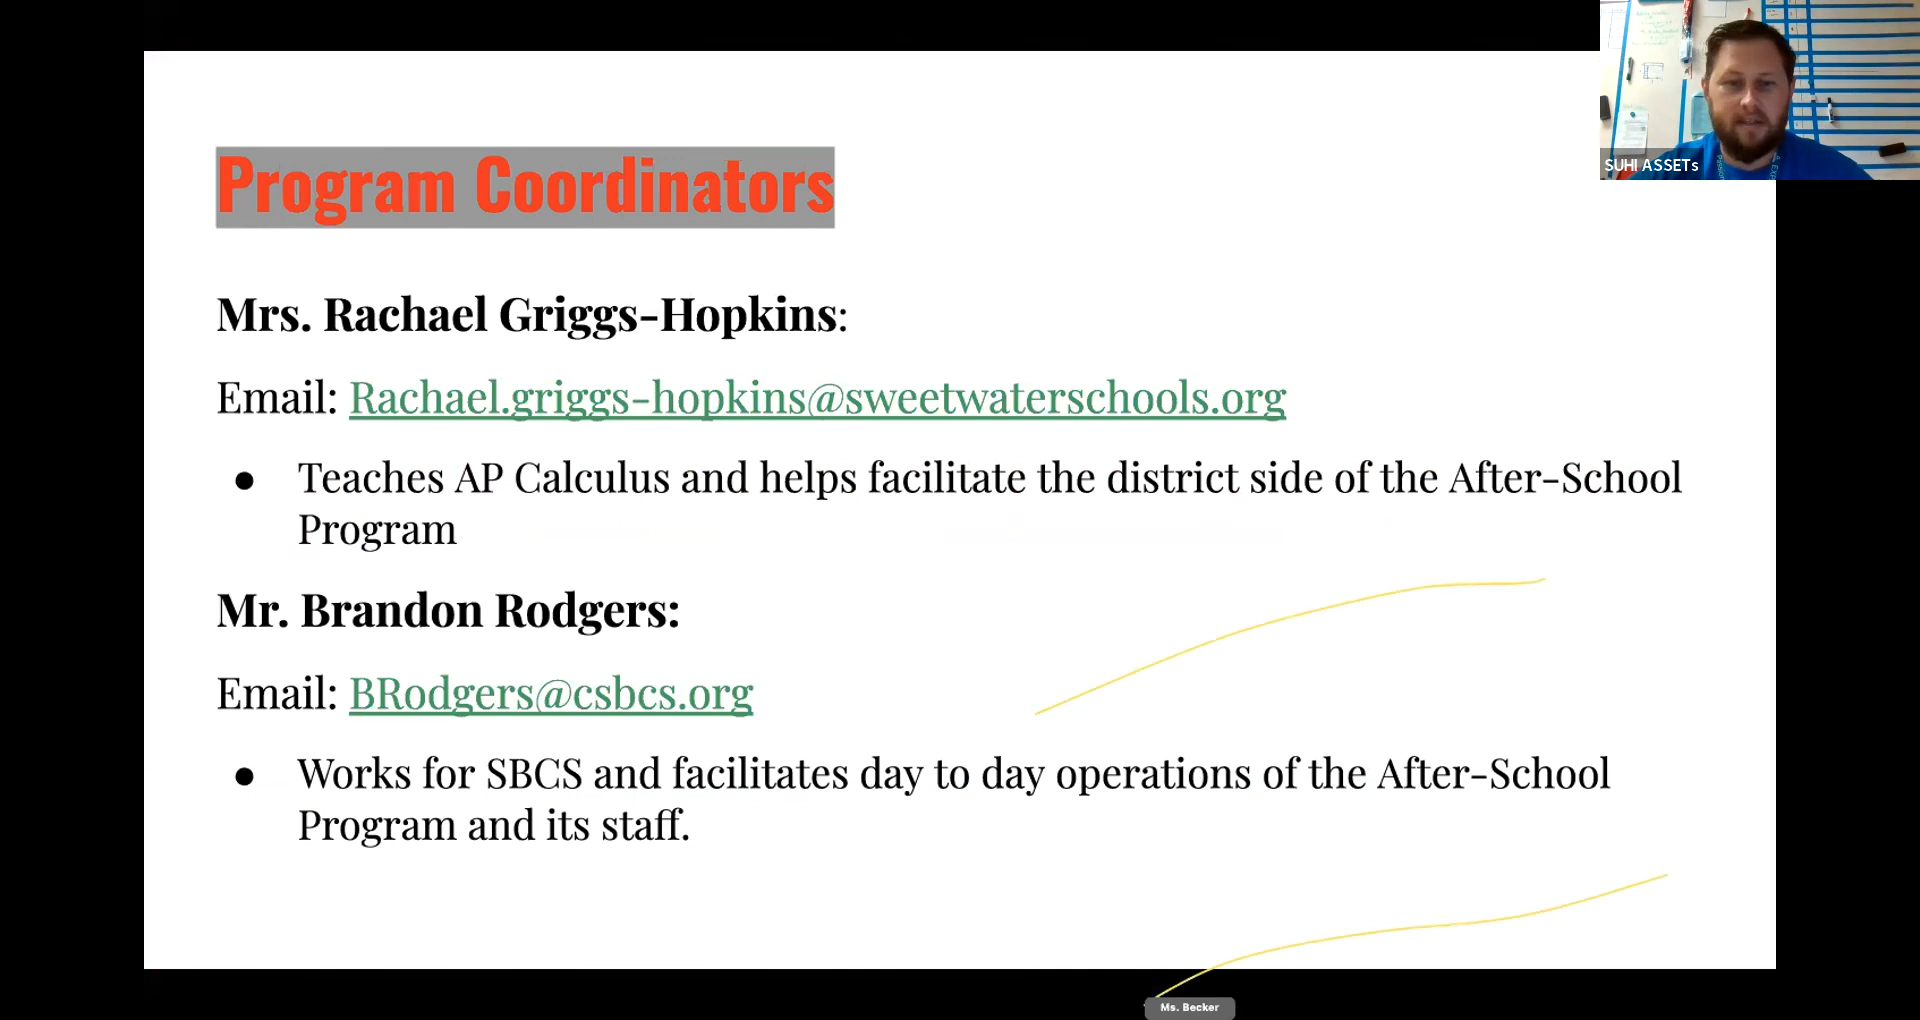 Program Coordinators
SUHI ASSETs
Mrs. Rachael Griggs-Hopkins:
Email: Rachael.griggs-hopkins@sweetwaterschools.org
● Teaches AP Calculus and helps facilitate the district side of the After-School
Program
Mr. Brandon Rodgers:
Email: BRodgers@csbcs.org
● Works for SBCS and facilitates day to day operations of the After-School
Program and its staff.
Ms. Becker